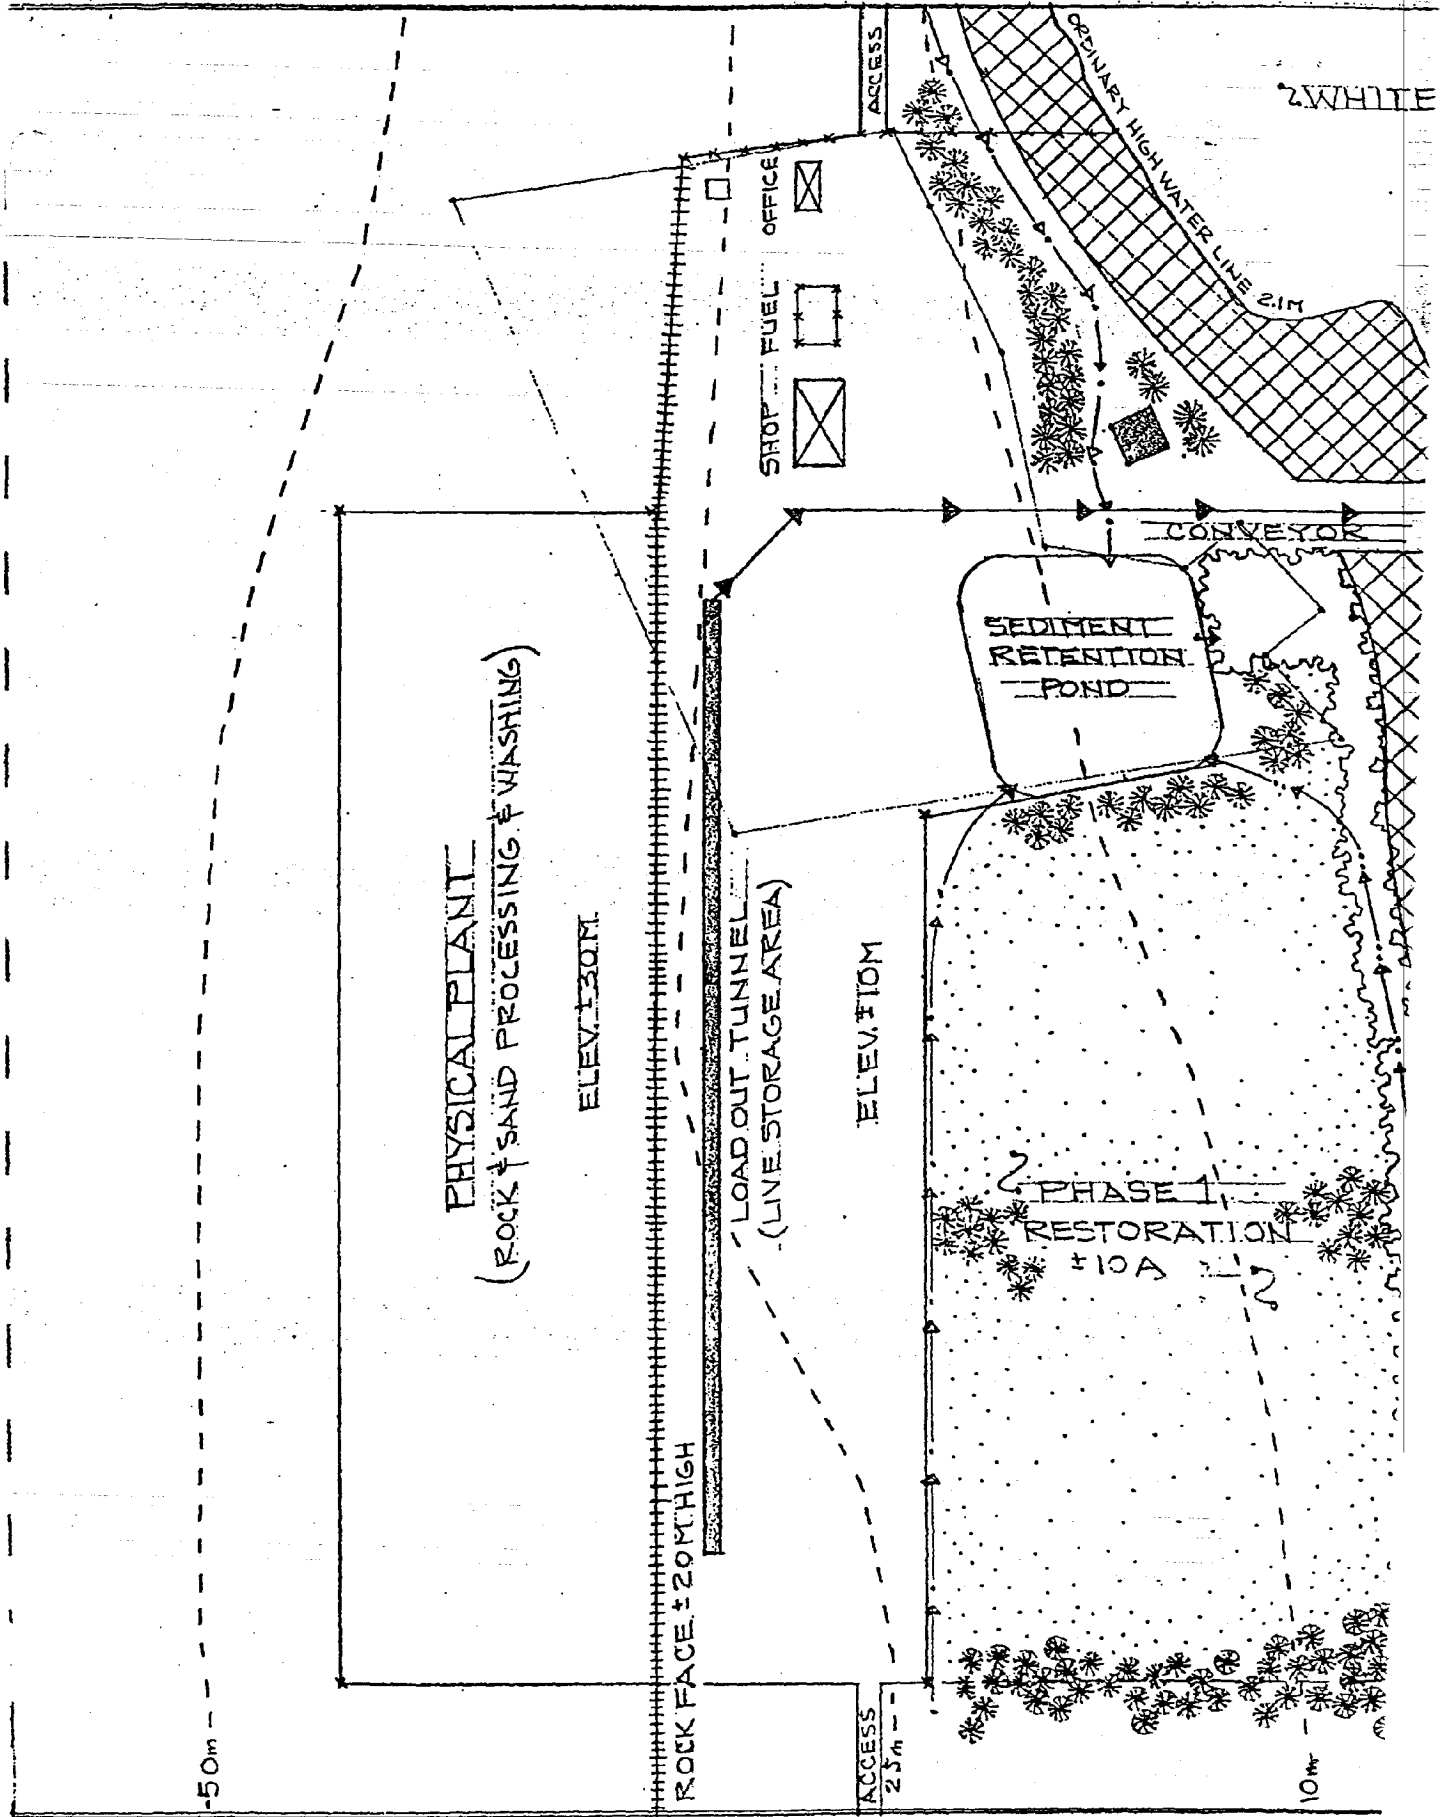 ACCESS
ORDINARY HIGH WATER LINE 2.1M
WHITE
OFFICE
FUEL
SHOP
CONVEYOR
SEDIMENT
RETENTION
POND
PHYSICAL PLANT
(ROCK & SAND PROCESSING & WASHING)
ELEV. ±30M.
LOAD OUT TUNNEL
(LIVE STORAGE AREA)
ELEV. ±10M
PHASE 1
RESTORATION
±10A
ROCK FACE ±20M. HIGH
ACCESS
50m
25m
10m